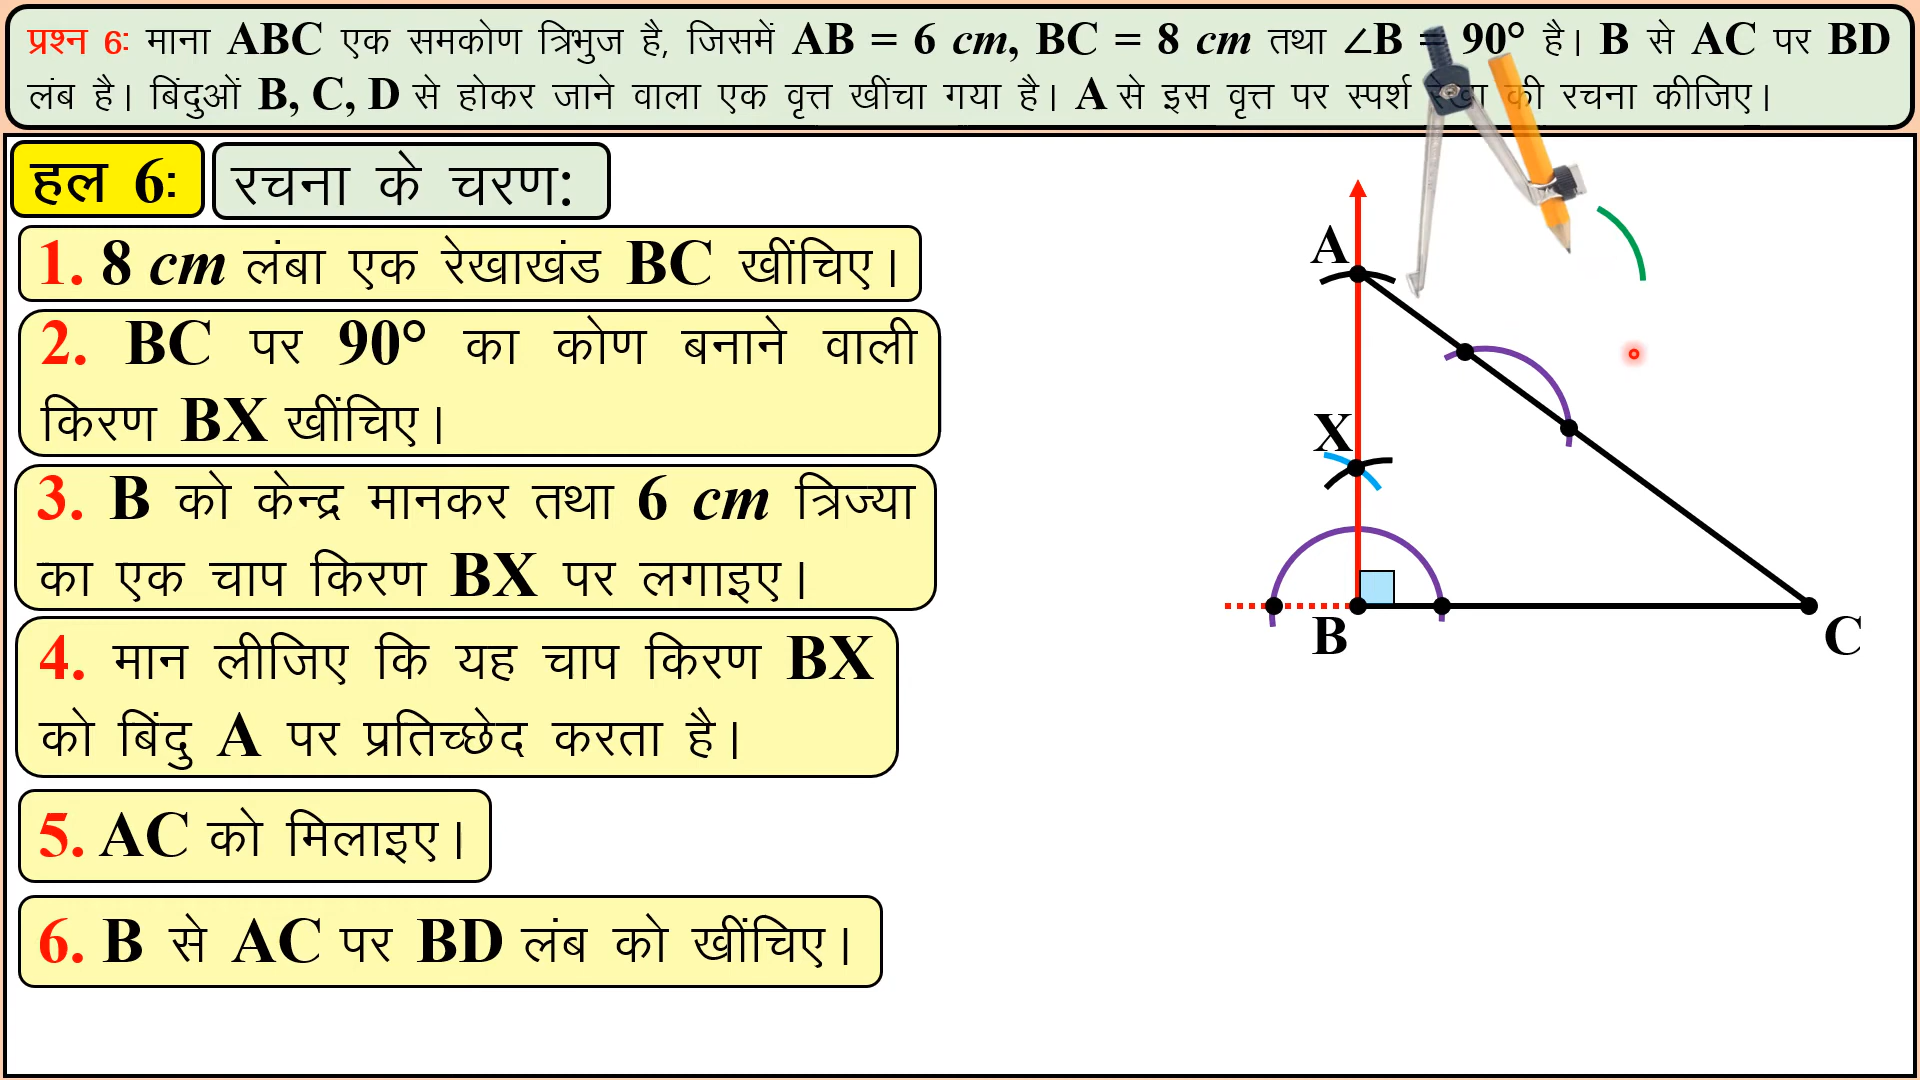 प्रश्न 6: माना ABC एक समकोण त्रिभुज है, जिसमें AB = 6 cm, BC = 8 cm तथा ∠B = 90° है। B से AC पर BD
लंब है। बिंदुओं B, C, D से होकर जाने वाला एक वृत्त खींचा गया है। A से इस वृत्त पर स्पर्श रेखा की रचना कीजिए।
हल 6: रचना के चरण:
1. 8 cm लंबा एक रेखाखंड BC खींचिए।
2. BC पर 90° का कोण बनाने वाली
किरण BX खींचिए।
3. B को केन्द्र मानकर तथा 6 cm त्रिज्या
का एक चाप किरण BX पर लगाइए।
4. मान लीजिए कि यह चाप किरण BX
को बिंदु A पर प्रतिच्छेद करता है।
5. AC को मिलाइए।
6. B से AC पर BD लंब को खींचिए।
A
X
B
C